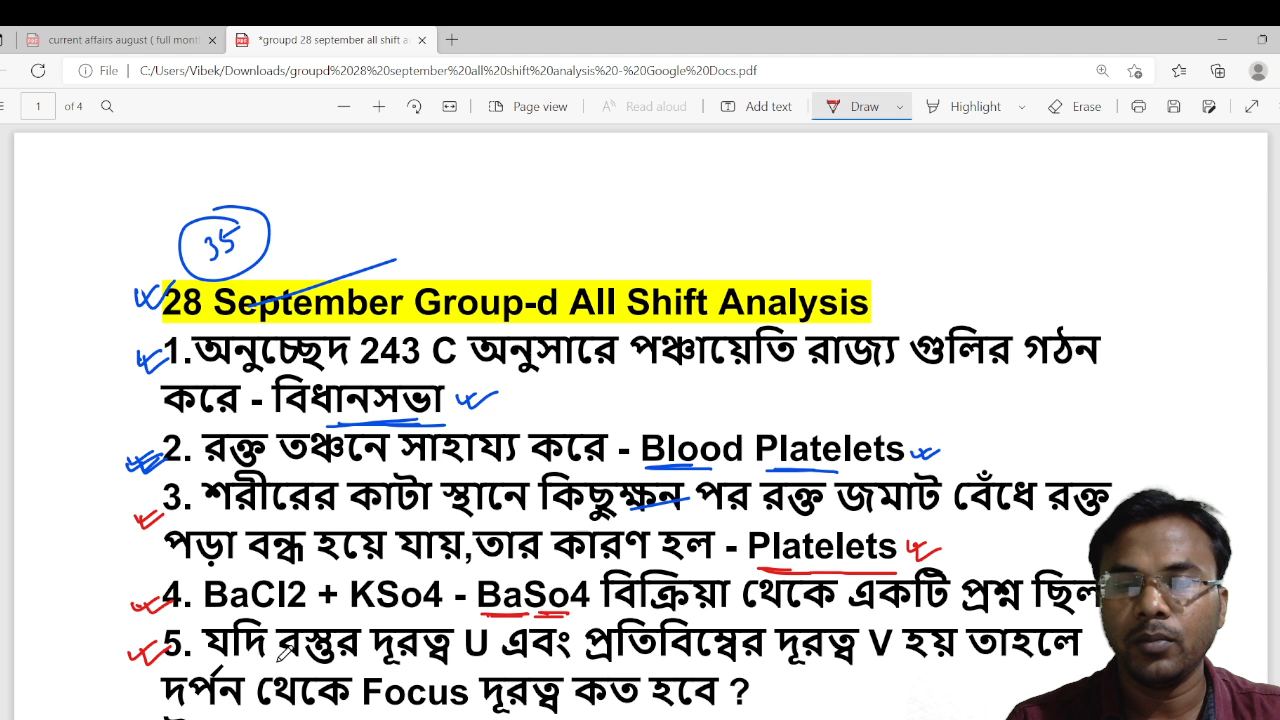 current affairs august ( full mont
*groupd 28 september all shift a
File C:/Users/Vibek/Downloads/groupd%2028%20september%20all%20shift%20analysis%20-%20Google%20Docs.pdf
1 of 4 Page view Read aloud Add text Draw Highlight Erase
35
28 September Group-d All Shift Analysis
1.অনুচ্ছেদ 243 C অনুসারে পঞ্চায়েতি রাজ্য গুলির গঠন
করে - বিধানসভা
2. রক্ত তঞ্চনে সাহায্য করে - Blood Platelets
3. শরীরের কাটা স্থানে কিছুক্ষন পর রক্ত জমাট বেঁধে রক্ত
পড়া বন্ধ হয়ে যায়,তার কারণ হল - Platelets
4. BaCl2 + KSo4 - BaSo4 বিক্রিয়া থেকে একটি প্রশ্ন ছিল
5. যদি বস্তুর দূরত্ব U এবং প্রতিবিম্বের দূরত্ব V হয় তাহলে
দর্পন থেকে Focus দূরত্ব কত হবে ?